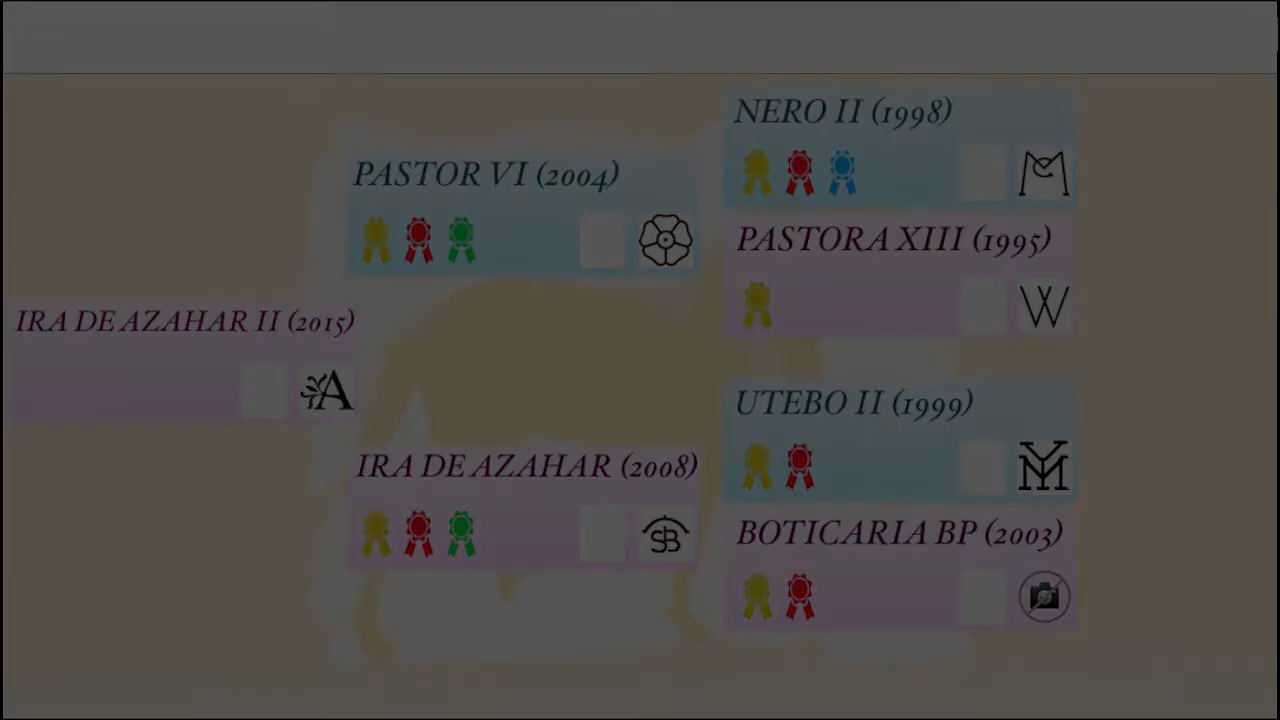 NERO II (1998)
PASTOR VI (2004)
PASTORA XIII (1995)
IRA DE AZAHAR II (2015)
UTEBO II (1999)
IRA DE AZAHAR (2008)
BOTICARIA BP (2003)